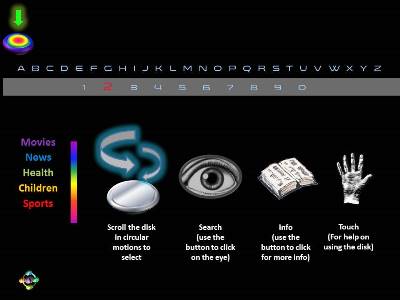 A B C D E F G H I J K L M N O P Q R S T U V W X Y Z
1 2 3 4 5 6 7 8 9 0
Movies
News
Health
Children
Sports
Scroll the disk
in circular
motions to
select
Search
(use the
button to click
on the eye)
Info
(use the
button to click
for more info)
Touch
(For help on
using the disk)